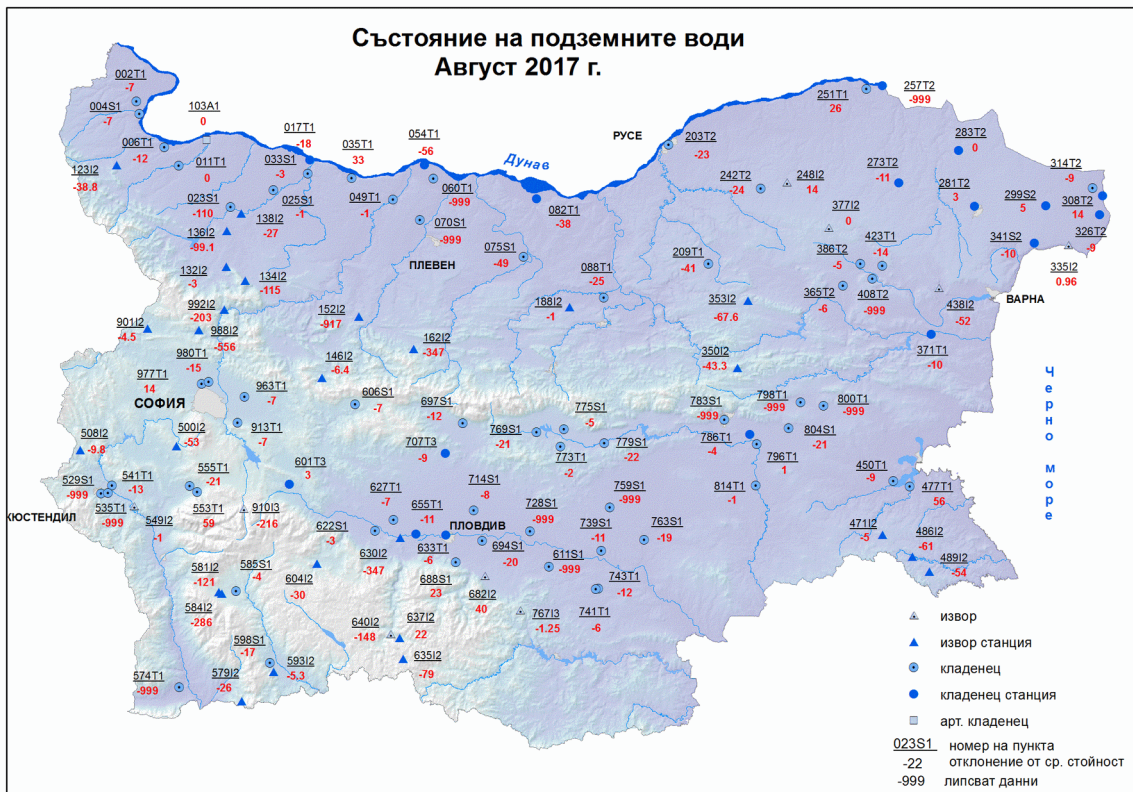 Състояние на подземните води
Август 2017 г.
002T1
-7
004S1
-7
103A1
0
006T1
-12
011T1
0
123I2
-38.8
017T1
-18
033S1
-3
035T1
33
054T1
-56
Дунав
РУСЕ
203T2
-23
251T1
26
257T2
-999
283T2
0
314T2
-9
023S1
-110
025S1
-1
138I2
-27
136I2
-99.1
049T1
-1
060T1
-999
070S1
-999
ПЛЕВЕН
082T1
-38
075S1
-49
242T2
-24
248I2
14
273T2
-11
281T2
3
299S2
5
308T2
14
326T2
-9
377I2
0
423T1
-14
386T2
-5
341S2
-10
335I2
0.96
132I2
-3
134I2
-115
088T1
-25
209T1
-41
365T2
-6
408T2
-999
438I2
-52
ВАРНА
992I2
-203
901I2
-4.5
988I2
-556
152I2
-917
162I2
-347
188I2
-1
353I2
-67.6
350I2
-43.3
371T1
-10
980T1
-15
977T1
14
СОФИЯ
963T1
-7
146I2
-6.4
606S1
-7
697S1
-12
775S1
-5
769S1
-21
773T1
-2
779S1
-22
783S1
-999
798T1
-999
800T1
-999
804S1
-21
786T1
-4
796T1
1
Черно море
508I2
-9.8
500I2
-53
913T1
-7
707T3
-9
529S1
-999
541T1
-13
535T1
-999
КЮСТЕНДИЛ
549I2
-1
555T1
-21
553T1
59
601T3
3
910I3
-216
627T1
-7
655T1
-11
714S1
-8
ПЛОВДИВ
728S1
-999
759S1
-999
814T1
-1
450T1
-9
477T1
56
622S1
-3
630I2
-347
633T1
-6
694S1
-20
739S1
-11
763S1
-19
611S1
-999
471I2
-5
486I2
-61
489I2
-54
581I2
-121
585S1
-4
604I2
-30
584I2
-286
688S1
23
682I2
40
743T1
-12
741T1
-6
767I3
-1.25
640I2
-148
637I2
22
635I2
-79
598S1
-17
593I2
-5.3
579I2
-26
574T1
-999
извор
извор станция
кладенец
кладенец станция
арт. кладенец
023S1 номер на пункта
-22 отклонение от ср. стойност
-999 липсват данни